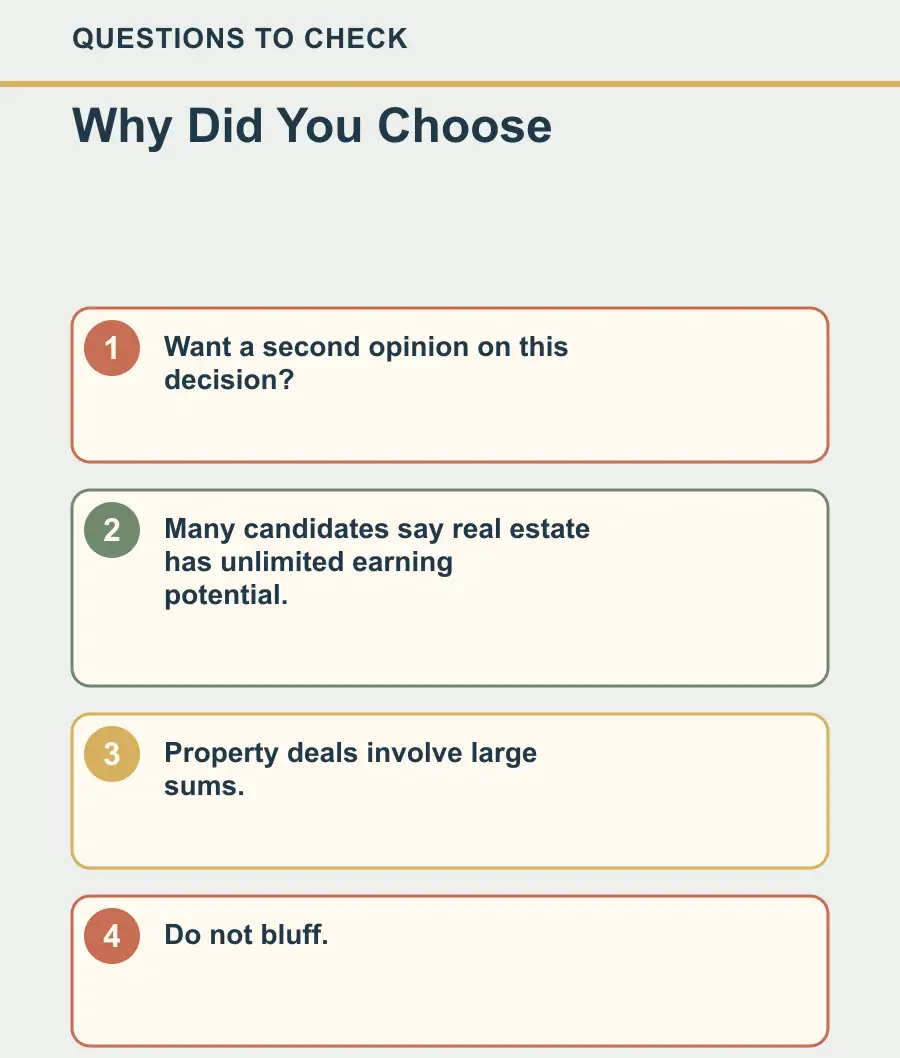 QUESTIONS TO CHECK
Why Did You Choose
1
Want a second opinion on this
decision?
2
Many candidates say real estate
has unlimited earning
potential.
3
Property deals involve large
sums.
4
Do not bluff.